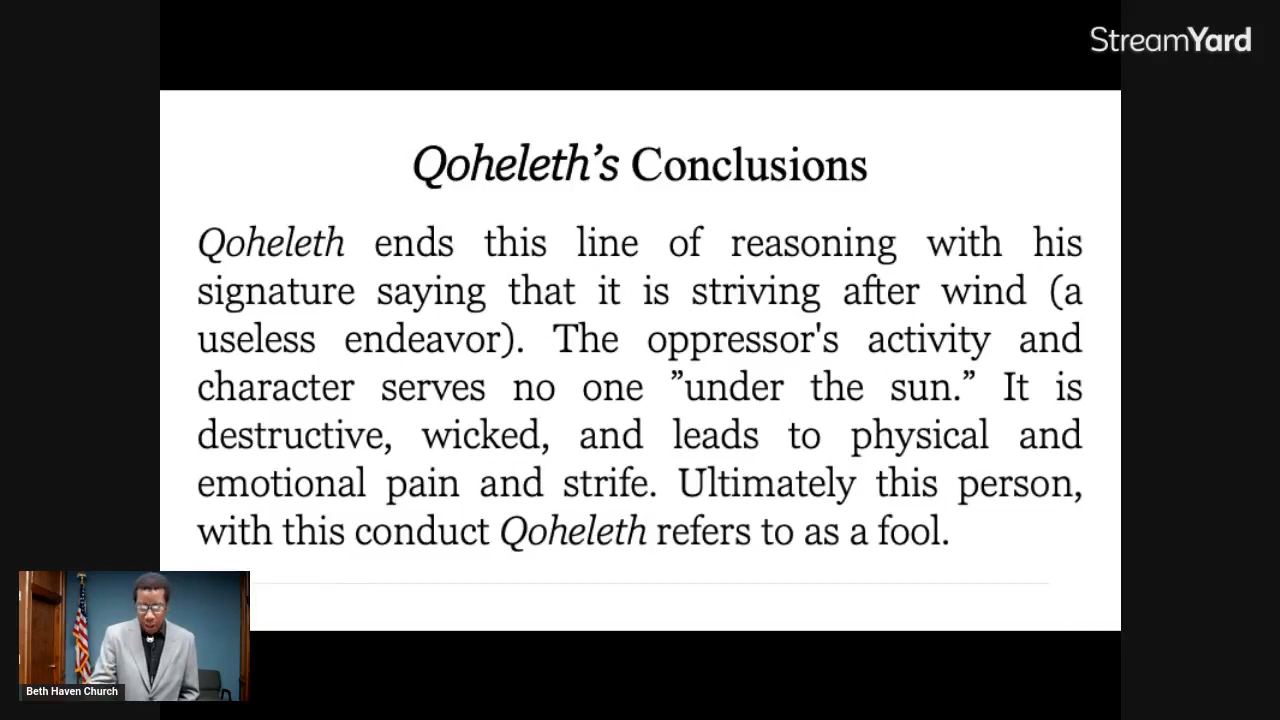 StreamYard
Qoheleth’s Conclusions
Qoheleth ends this line of reasoning with his
signature saying that it is striving after wind (a
useless endeavor). The oppressor's activity and
character serves no one ”under the sun.” It is
destructive, wicked, and leads to physical and
emotional pain and strife. Ultimately this person,
with this conduct Qoheleth refers to as a fool.
Beth Haven Church